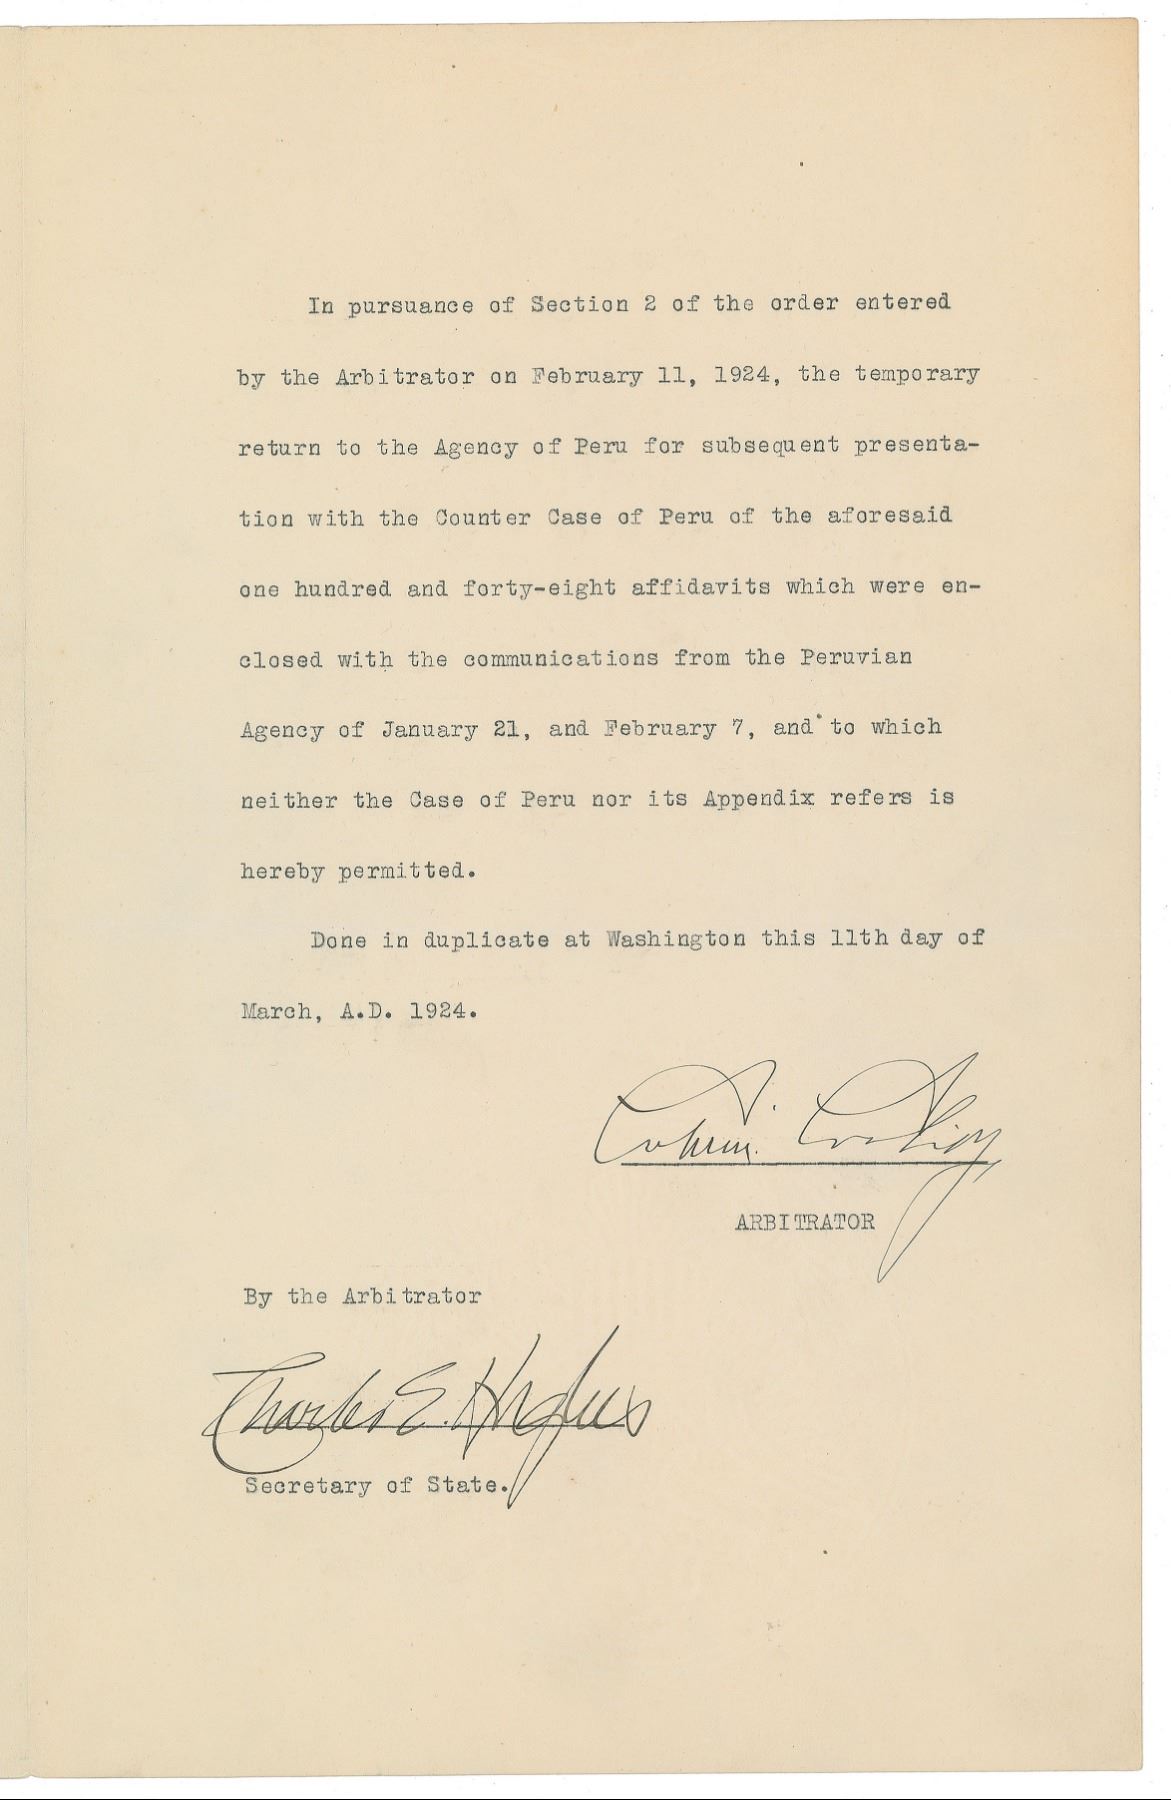 In pursuance of Section 2 of the order entered
by the Arbitrator on February 11, 1924, the temporary
return to the Agency of Peru for subsequent presenta-
tion with the Counter Case of Peru of the aforesaid
one hundred and forty-eight affidavits which were en-
closed with the communications from the Peruvian
Agency of January 21, and February 7, and to which
neither the Case of Peru nor its Appendix refers is
hereby permitted.
Done in duplicate at Washington this 11th day of
March, A.D. 1924.
Calvin Coolidge
ARBITRATOR
By the Arbitrator
Charles E. Hughes
Secretary of State.